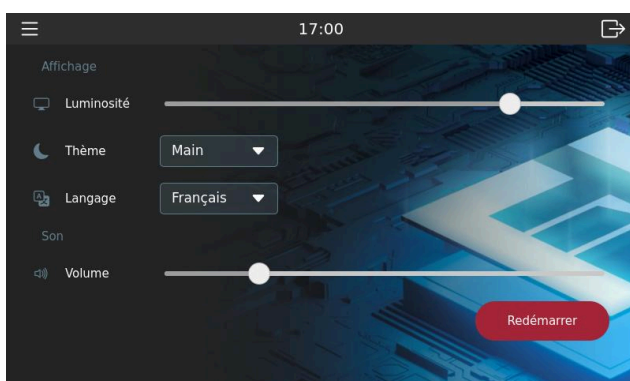 17:00
Affichage
Luminosité
Thème Main
Langage Français
Son
Volume
Redémarrer